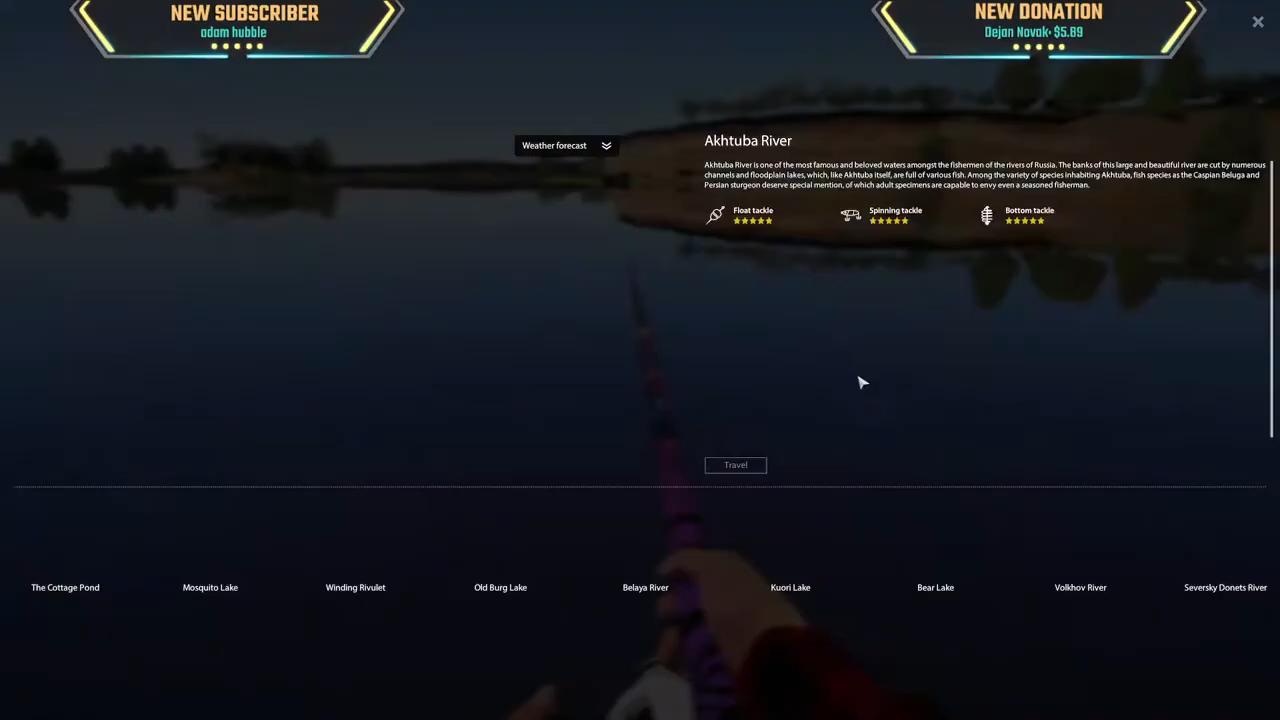 NEW SUBSCRIBER
adam hubble
NEW DONATION
Dejan Novak· $5.89
Weather forecast
Akhtuba River
Akhtuba River is one of the most famous and beloved waters amongst the fishermen of the rivers of Russia. The banks of this large and beautiful river are cut by numerous
channels and floodplain lakes, which, like Akhtuba itself, are full of various fish. Among the variety of species inhabiting Akhtuba, fish species as the Caspian Beluga and
Persian sturgeon deserve special mention, of which adult specimens are capable to envy even a seasoned fisherman.
Float tackle
Spinning tackle
Bottom tackle
Travel
The Cottage Pond
Mosquito Lake
Winding Rivulet
Old Burg Lake
Belaya River
Kuori Lake
Bear Lake
Volkhov River
Seversky Donets River